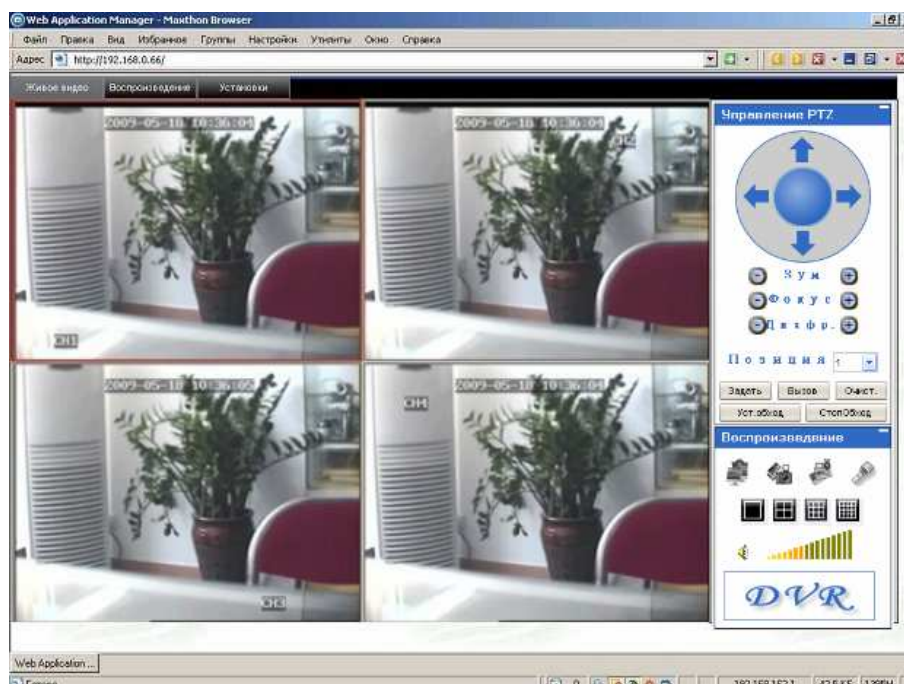 Web Application Manager - Maxthon Browser
Файл Правка Вид Избранное Группы Настройки Утилиты Окно Справка
Адрес http://192.168.0.66/
Живое видео Воспроизведение Установки
2009-05-18 10:36:04
CH1
2009-05-18 10:36:04
CH2
2009-05-18 10:36:05
CH3
2009-05-18 10:36:04
CH4
Управление PTZ
Зум
Фокус
Диафр.
Позиция 1
Задать Вызов Очист.
Уст.обход СтопОбход
Воспроизведение
DVR
Web Application ...